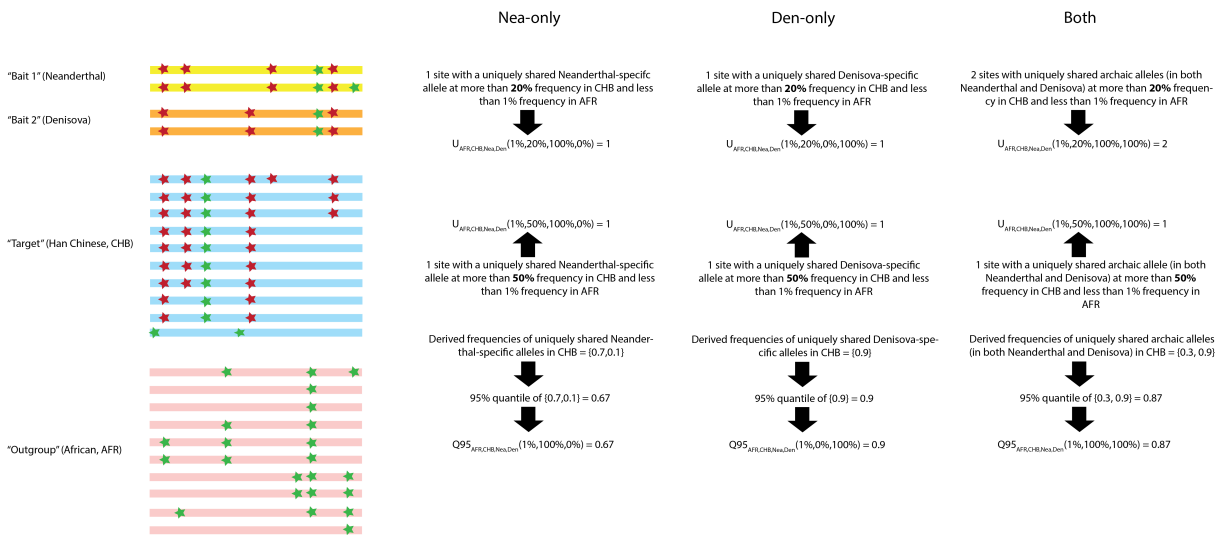 Nea-only
Den-only
Both
"Bait 1" (Neanderthal)
"Bait 2" (Denisova)
"Target" (Han Chinese, CHB)
"Outgroup" (African, AFR)
1 site with a uniquely shared Neanderthal-specifc
allele at more than 20% frequency in CHB and less
than 1% frequency in AFR
U AFR,CHB,Nea,Den(1%,20%,100%,0%) = 1
U AFR,CHB,Nea,Den(1%,50%,100%,0%) = 1
1 site with a uniquely shared Neanderthal-specific
allele at more than 50% frequency in CHB and less
than 1% frequency in AFR
Derived frequencies of uniquely shared Neander-
thal-specific alleles in CHB = {0.7,0.1}
95% quantile of {0.7,0.1} = 0.67
Q95 AFR,CHB,Nea,Den(1%,100%,0%) = 0.67
1 site with a uniquely shared Denisova-specific
allele at more than 20% frequency in CHB and less
than 1% frequency in AFR
U AFR,CHB,Nea,Den(1%,20%,0%,100%) = 1
U AFR,CHB,Nea,Den(1%,50%,0%,100%) = 1
1 site with a uniquely shared Denisova-specific
allele at more than 50% frequency in CHB and less
than 1% frequency in AFR
Derived frequencies of uniquely shared Denisova-spe-
cific alleles in CHB = {0.9}
95% quantile of {0.9} = 0.9
Q95 AFR,CHB,Nea,Den(1%,0%,100%) = 0.9
2 sites with uniquely shared archaic alleles (in both
Neanderthal and Denisova) at more than 20% frequen-
cy in CHB and less than 1% frequency in AFR
U AFR,CHB,Nea,Den(1%,20%,100%,100%) = 2
U AFR,CHB,Nea,Den(1%,50%,100%,100%) = 1
1 site with a uniquely shared archaic allele (in both
Neanderthal and Denisova) at more than 50%
frequency in CHB and less than 1% frequency in
AFR
Derived frequencies of uniquely shared archaic alleles
(in both Neanderthal and Denisova) in CHB = {0.3, 0.9}
95% quantile of {0.3, 0.9} = 0.87
Q95 AFR,CHB,Nea,Den(1%,100%,100%) = 0.87